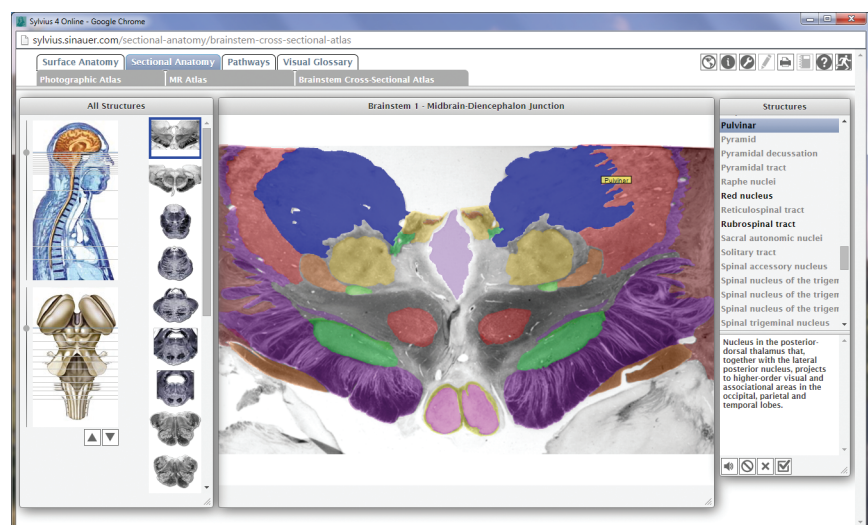 Sylvius 4 Online - Google Chrome
sylvius.sinauer.com/sectional-anatomy/brainstem-cross-sectional-atlas
Surface Anatomy
Sectional Anatomy
Pathways
Visual Glossary
Photographic Atlas
MR Atlas
Brainstem Cross-Sectional Atlas
All Structures
Brainstem 1 - Midbrain-Diencephalon Junction
Pulvinar
Structures
Pulvinar
Pyramid
Pyramidal decussation
Pyramidal tract
Raphe nuclei
Red nucleus
Reticulospinal tract
Rubrospinal tract
Sacral autonomic nuclei
Solitary tract
Spinal accessory nucleus
Spinal nucleus of the trigem
Spinal nucleus of the trigem
Spinal nucleus of the trigem
Spinal trigeminal nucleus
Nucleus in the posterior-
dorsal thalamus that,
together with the lateral
posterior nucleus, projects
to higher-order visual and
associational areas in the
occipital, parietal and
temporal lobes.